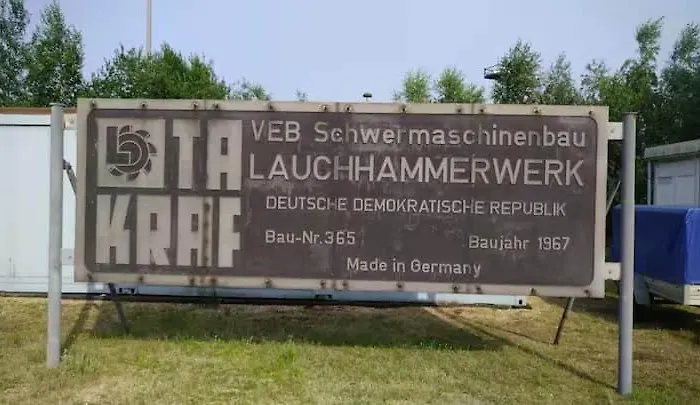 TA
KRAF
VEB Schwermaschinenbau
LAUCHHAMMERWERK
DEUTSCHE DEMOKRATISCHE REPUBLIK
Bau-Nr. 365 Baujahr 1967
Made in Germany